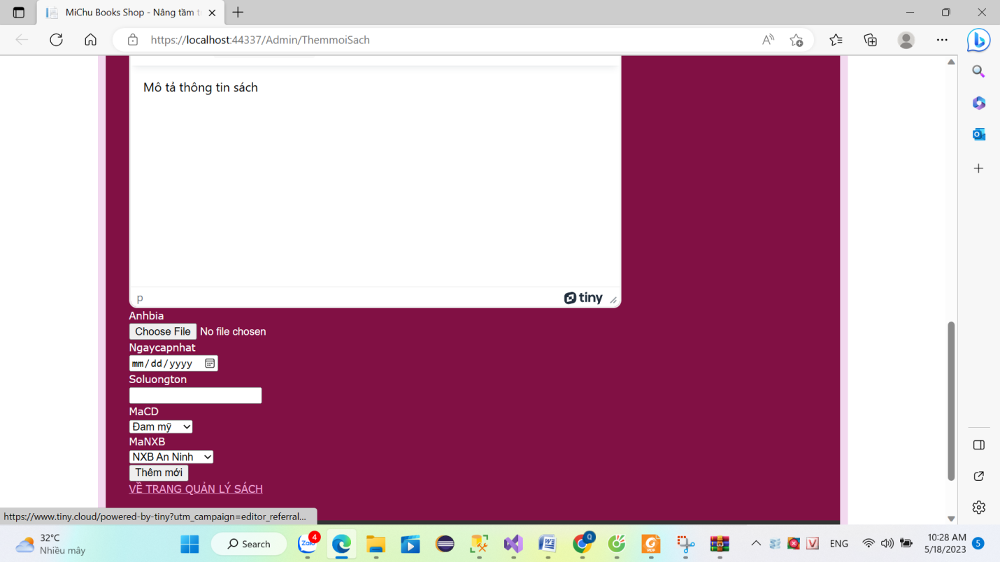 MiChu Books Shop - Nâng tầm t
https://localhost:44337/Admin/ThemmoiSach
Mô tả thông tin sách
p
tiny
Anhbia
Choose File No file chosen
Ngaycapnhat
mm/dd/yyyy
Soluongton
MaCD
Đam mỹ
MaNXB
NXB An Ninh
Thêm mới
VỀ TRANG QUẢN LÝ SÁCH
https://www.tiny.cloud/powered-by-tiny?utm_campaign=editor_referral...
32°C
Nhiều mây
Search
Zalo
4
Q
PDF
ENG
10:28 AM
5/18/2023
5